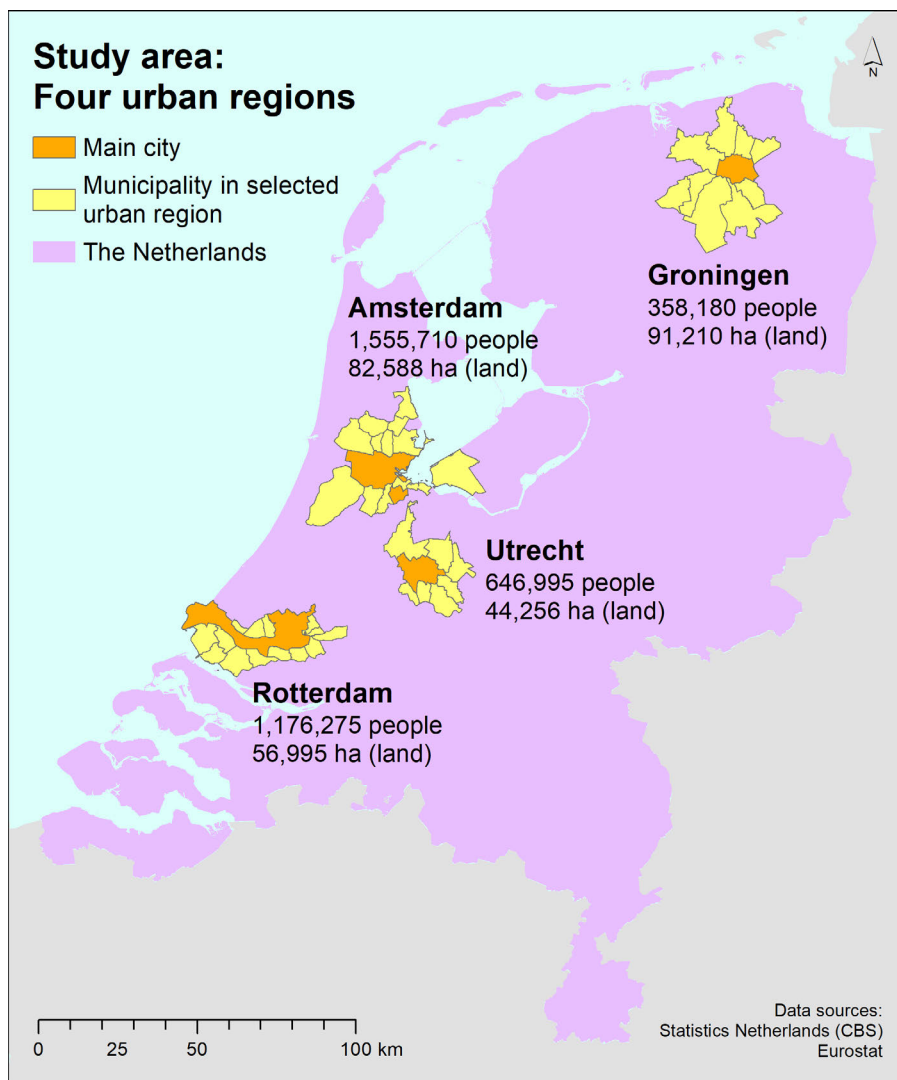 Study area:
Four urban regions
Main city
Municipality in selected
urban region
The Netherlands
N
Groningen
358,180 people
91,210 ha (land)
Amsterdam
1,555,710 people
82,588 ha (land)
Utrecht
646,995 people
44,256 ha (land)
Rotterdam
1,176,275 people
56,995 ha (land)
0 25 50 100 km
Data sources:
Statistics Netherlands (CBS)
Eurostat